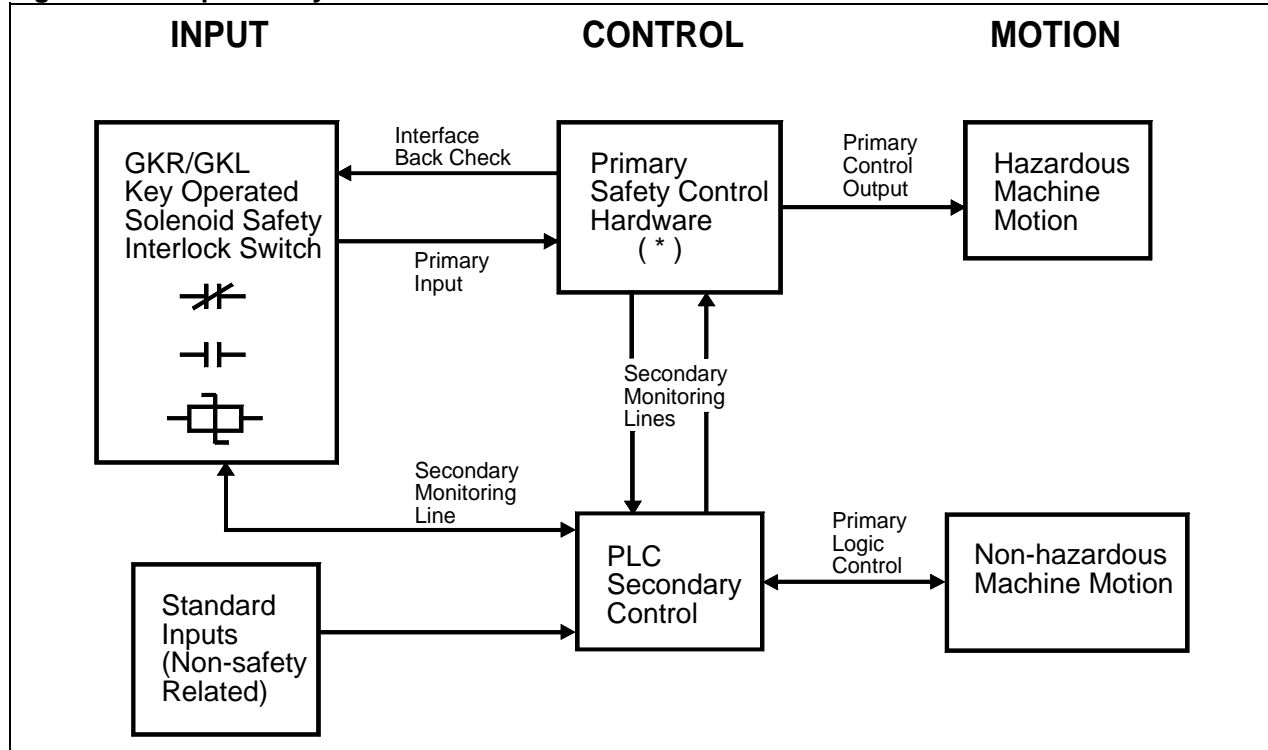 INPUT
CONTROL
MOTION
GKR/GKL
Key Operated
Solenoid Safety
Interlock Switch
Interface
Back Check
Primary
Input
Primary
Safety Control
Hardware
( * )
Primary
Control
Output
Hazardous
Machine
Motion
Secondary
Monitoring
Lines
Secondary
Monitoring
Line
Standard
Inputs
(Non-safety
Related)
PLC
Secondary
Control
Primary
Logic
Control
Non-hazardous
Machine Motion